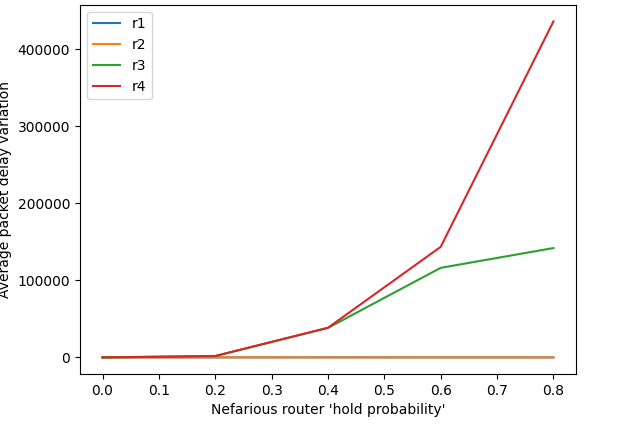 r1
r2
r3
r4
400000
300000
200000
100000
0
Average packet delay variation
0.0 0.1 0.2 0.3 0.4 0.5 0.6 0.7 0.8
Nefarious router 'hold probability'